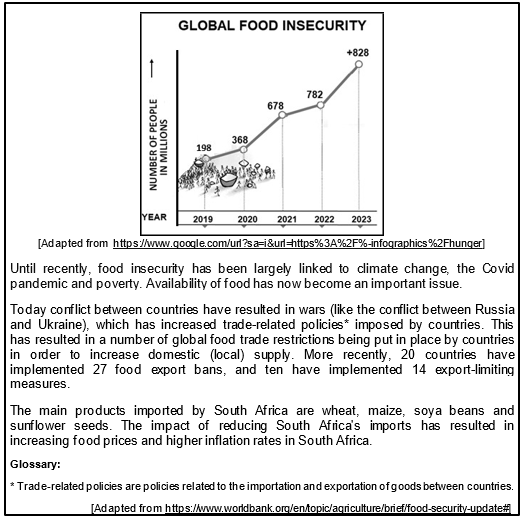 GLOBAL FOOD INSECURITY
+828
782
678
368
198
NUMBER OF PEOPLE
IN MILLIONS
YEAR 2019 2020 2021 2022 2023
[Adapted from https://www.google.com/url?sa=i&url=https%3A%2F%-infographics%2Fhunger]
Until recently, food insecurity has been largely linked to climate change, the Covid
pandemic and poverty. Availability of food has now become an important issue.
Today conflict between countries have resulted in wars (like the conflict between Russia
and Ukraine), which has increased trade-related policies* imposed by countries. This
has resulted in a number of global food trade restrictions being put in place by countries
in order to increase domestic (local) supply. More recently, 20 countries have
implemented 27 food export bans, and ten have implemented 14 export-limiting
measures.
The main products imported by South Africa are wheat, maize, soya beans and
sunflower seeds. The impact of reducing South Africa's imports has resulted in
increasing food prices and higher inflation rates in South Africa.
Glossary:
* Trade-related policies are policies related to the importation and exportation of goods between countries.
[Adapted from https://www.worldbank.org/en/topic/agriculture/brief/food-security-update#]